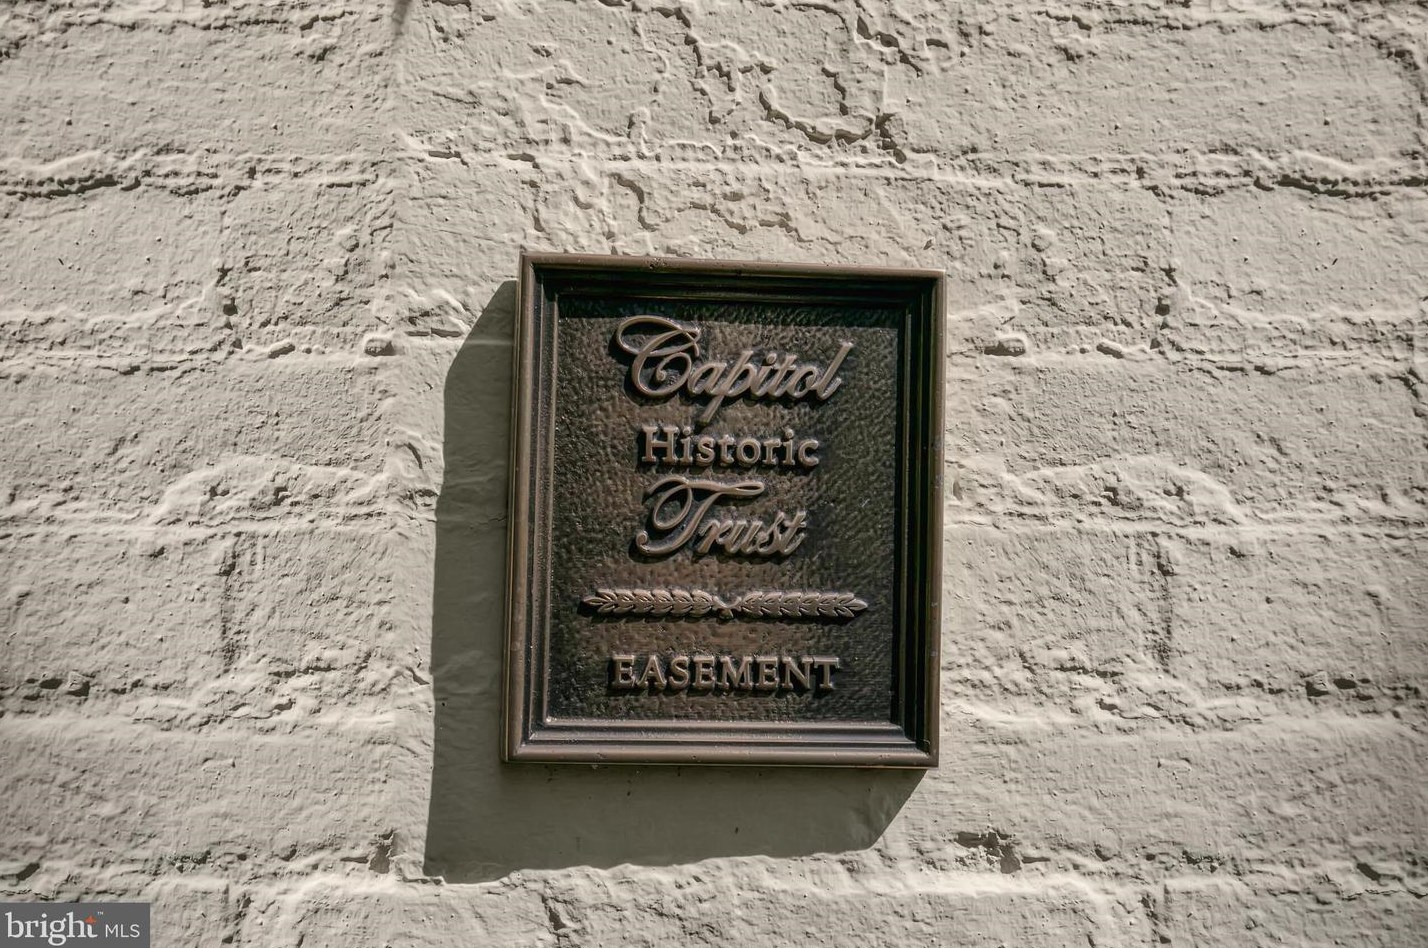 Capitol
Historic
Trust
EASEMENT
bright MLS